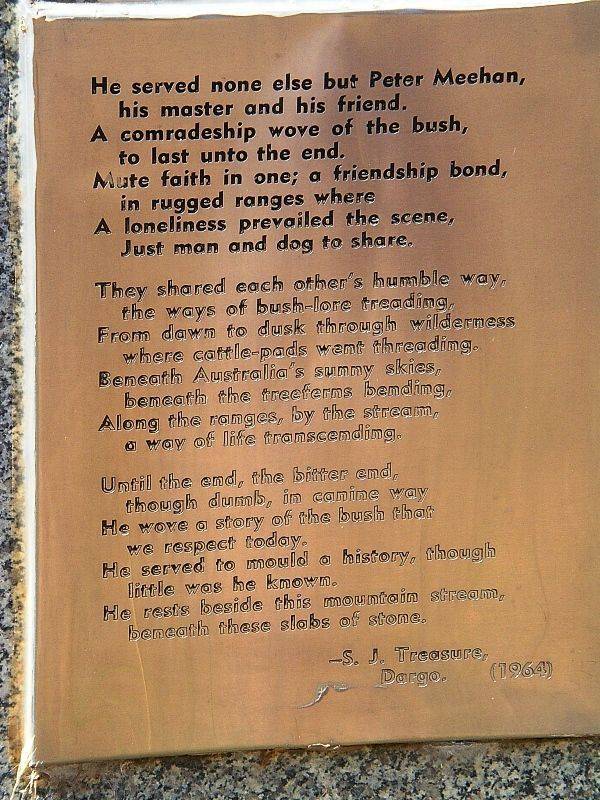 He served none else but Peter Meehan,
his master and his friend.
A comradeship wove of the bush,
to last unto the end.
Mute faith in one; a friendship bond,
in rugged ranges where
A loneliness prevailed the scene,
Just man and dog to share.
They shared each other's humble way,
the ways of bush-lore treading,
From dawn to dusk through wilderness
where cattle-pads went threading.
Beneath Australia's sunny skies,
beneath the treeferns bending,
Along the ranges, by the stream,
a way of life transcending.
Until the end, the bitter end,
though dumb, in canine way
He wove a story of the bush that
we respect today.
He served to mould a history, though
little was he known.
He rests beside this mountain stream,
beneath these slabs of stone.
—S. J. Treasure,
Dargo. (1964)